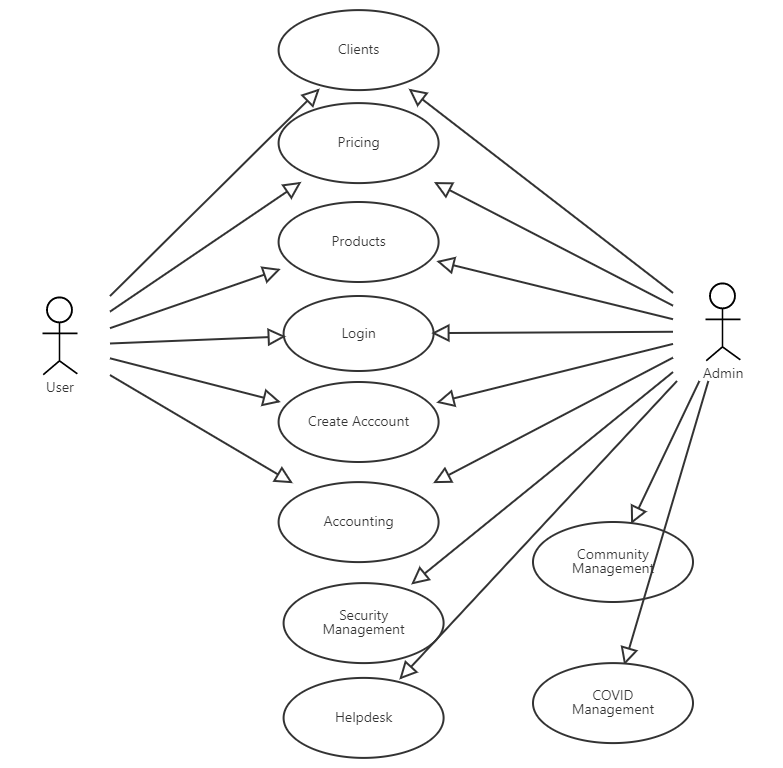 Clients
Pricing
Products
Login
User
Admin
Create Acccount
Accounting
Community
Management
Security
Management
Helpdesk
COVID
Management